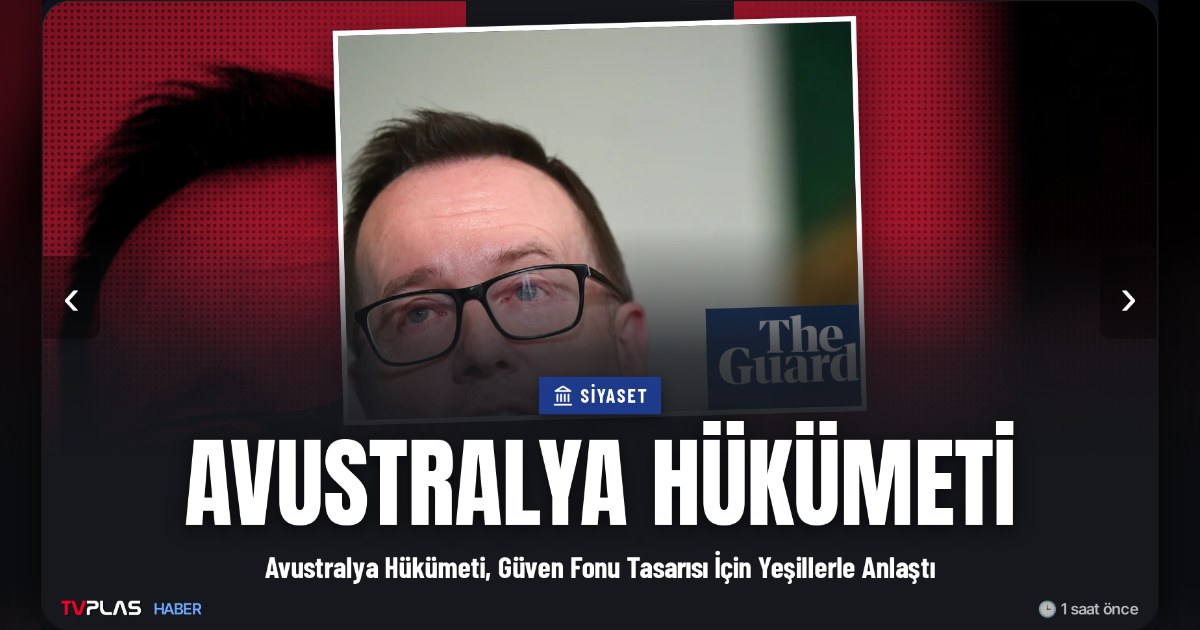 The
Guard
SİYASET
AVUSTRALYA HÜKÜMETİ
Avustralya Hükümeti, Güven Fonu Tasarısı İçin Yeşillerle Anlaştı
TVPLAS HABER
1 saat önce